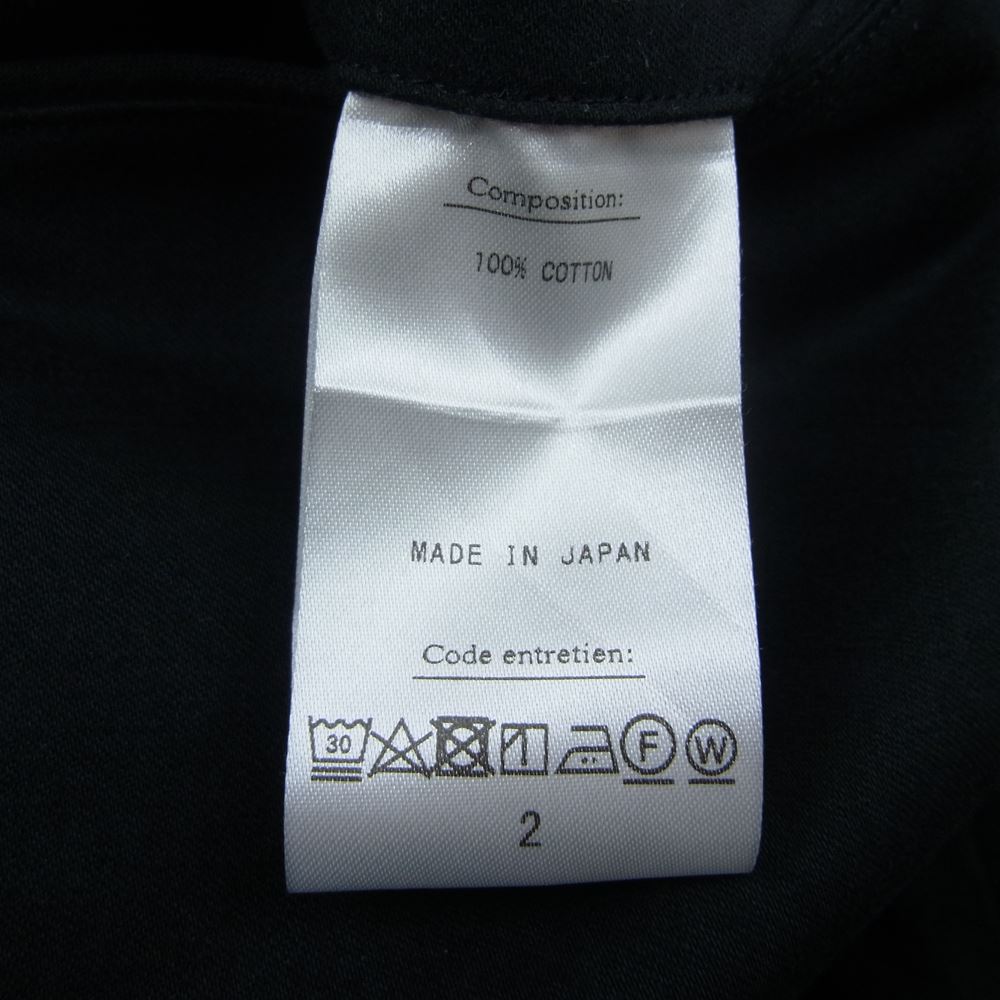 Composition:
100% COTTON
MADE IN JAPAN
Code entretien:
30 F W
2